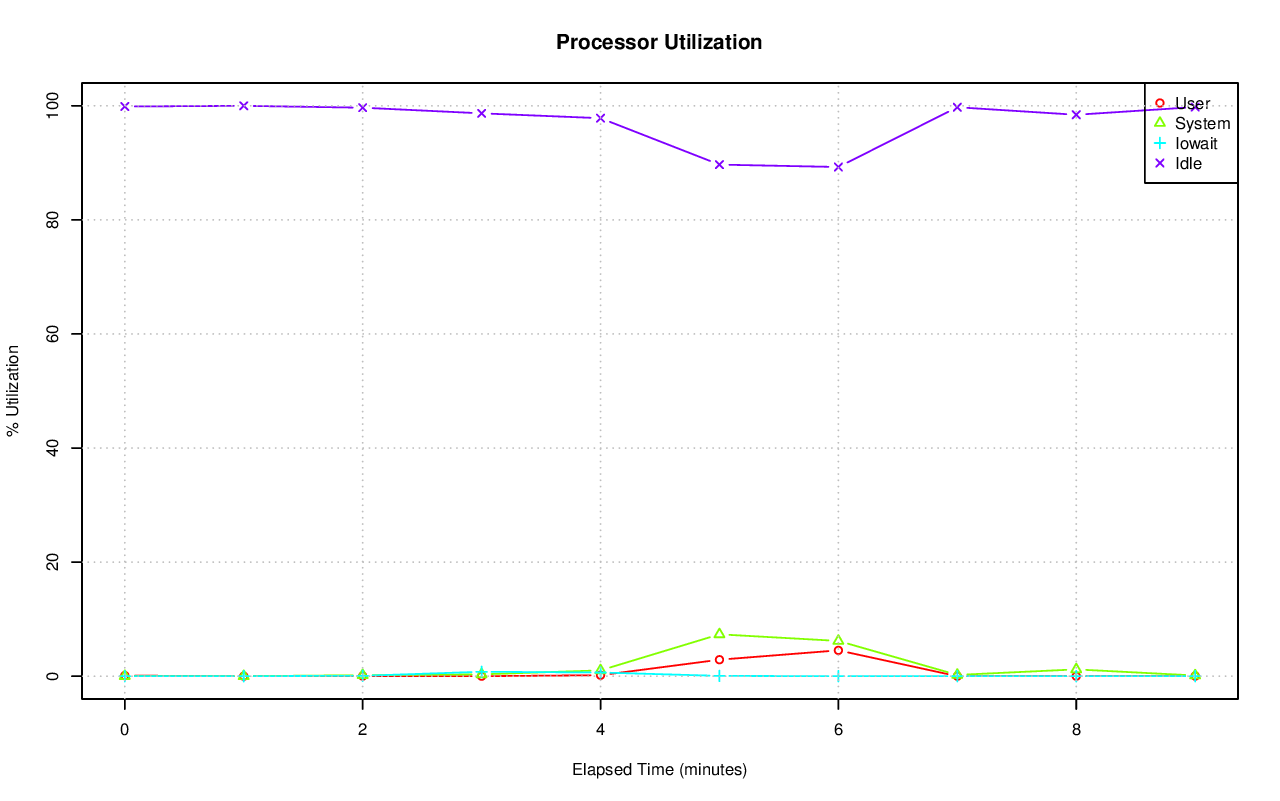 Processor Utilization
User
System
Iowait
Idle
100
80
60
40
20
0
% Utilization
0 2 4 6 8
Elapsed Time (minutes)